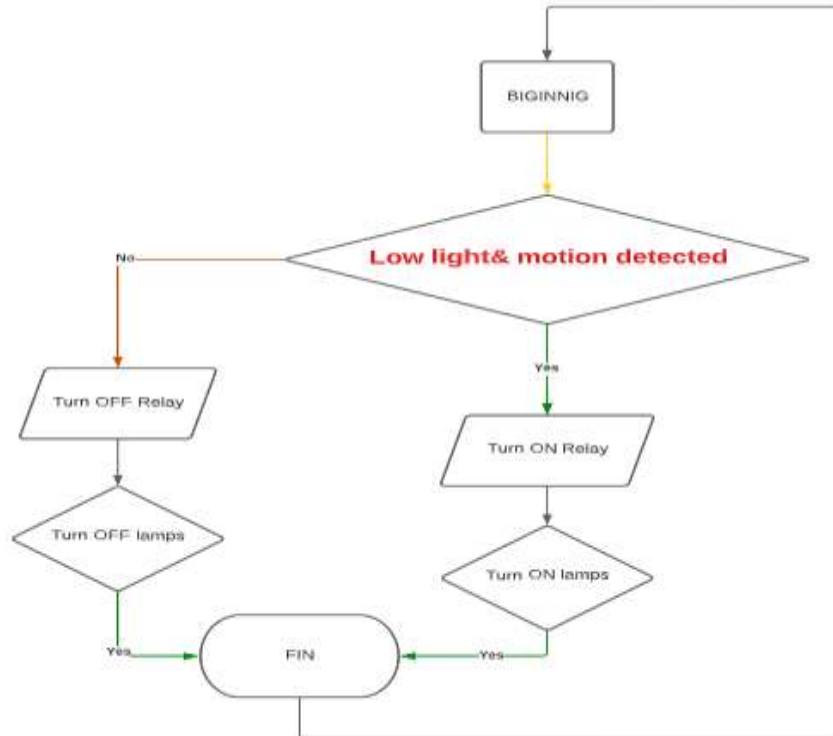 BIGINNIG
Low light& motion detected
No
Yes
Turn OFF Relay
Turn ON Relay
Turn OFF lamps
Turn ON lamps
Yes
FIN
Yes